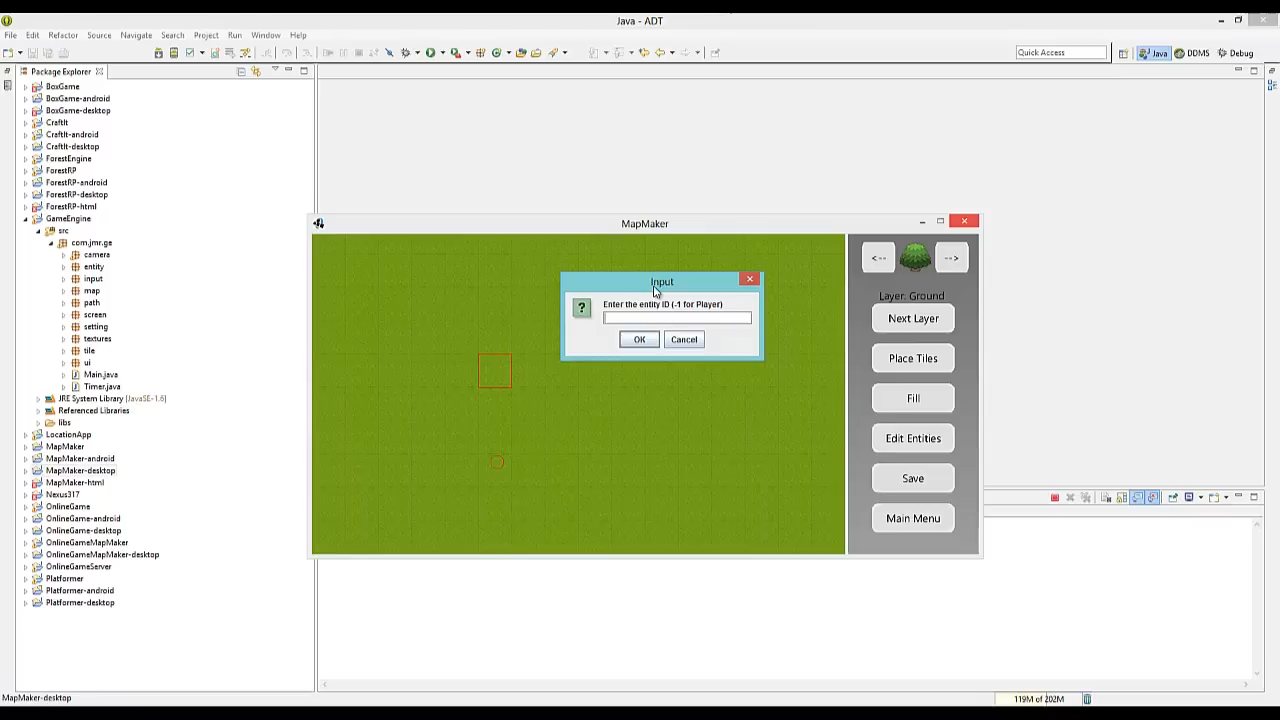 Java - ADT
File Edit Refactor Source Navigate Search Project Run Window Help
Quick Access Java DDMS Debug
Package Explorer
BoxGame
BoxGame-android
BoxGame-desktop
CraftIt
CraftIt-android
CraftIt-desktop
ForestEngine
ForestRP
ForestRP-android
ForestRP-desktop
ForestRP-html
GameEngine
src
com.jmr.ge
camera
entity
input
map
path
screen
setting
textures
tile
ui
Main.java
Timer.java
JRE System Library [JavaSE-1.6]
Referenced Libraries
libs
LocationApp
MapMaker
MapMaker-android
MapMaker-desktop
MapMaker-html
Nexus317
OnlineGame
OnlineGame-android
OnlineGame-desktop
OnlineGameMapMaker
OnlineGameMapMaker-desktop
OnlineGameServer
Platformer
Platformer-android
Platformer-desktop
MapMaker
Input
Enter the entity ID (-1 for Player)
OK Cancel
<-- -->
Layer: Ground
Next Layer
Place Tiles
Fill
Edit Entities
Save
Main Menu
MapMaker-desktop
119M of 202M